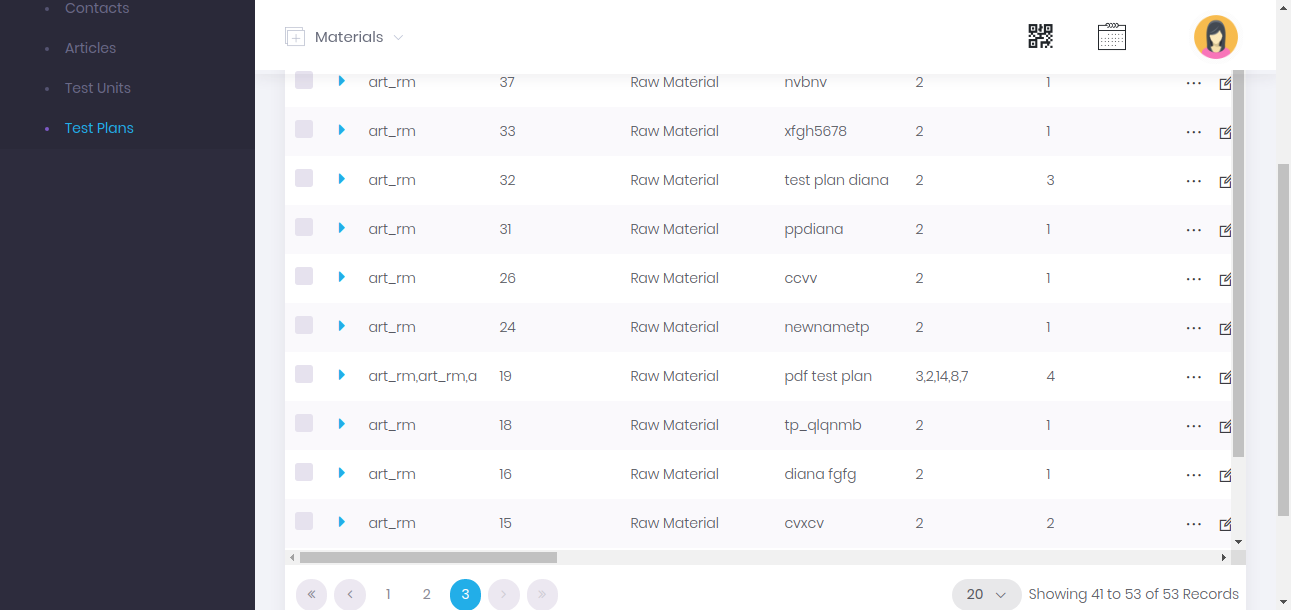 Contacts
Articles
Test Units
Test Plans
Materials
art_rm 37 Raw Material nvbnv 2 1 ...
art_rm 33 Raw Material xfgh5678 2 1 ...
art_rm 32 Raw Material test plan diana 2 3 ...
art_rm 31 Raw Material ppdiana 2 1 ...
art_rm 26 Raw Material ccvv 2 1 ...
art_rm 24 Raw Material newnametp 2 1 ...
art_rm,art_rm,a 19 Raw Material pdf test plan 3,2,14,8,7 4 ...
art_rm 18 Raw Material tp_qlqnmb 2 1 ...
art_rm 16 Raw Material diana fgfg 2 1 ...
art_rm 15 Raw Material cvxcv 2 2 ...
« ‹ 1 2 3 › » 20 Showing 41 to 53 of 53 Records